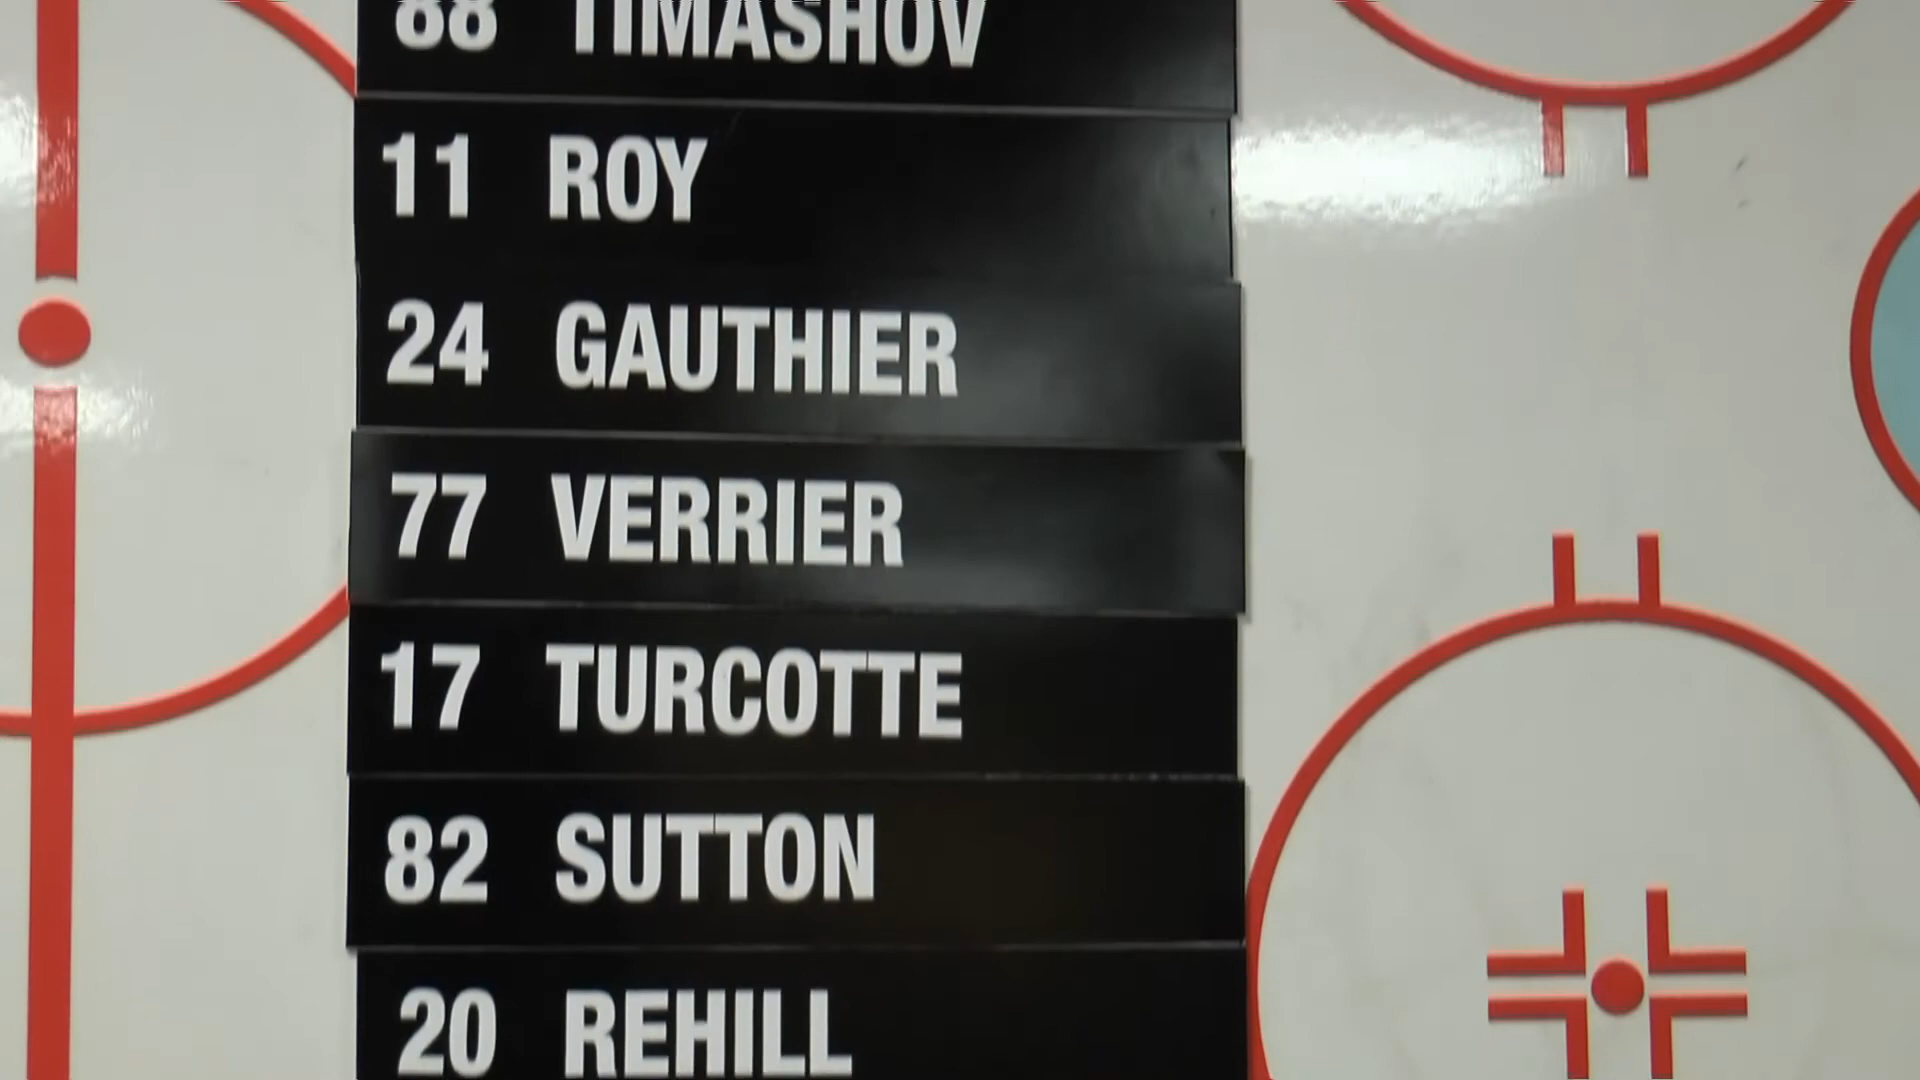 88 TIMASHOV
11 ROY
24 GAUTHIER
77 VERRIER
17 TURCOTTE
82 SUTTON
20 REHILL